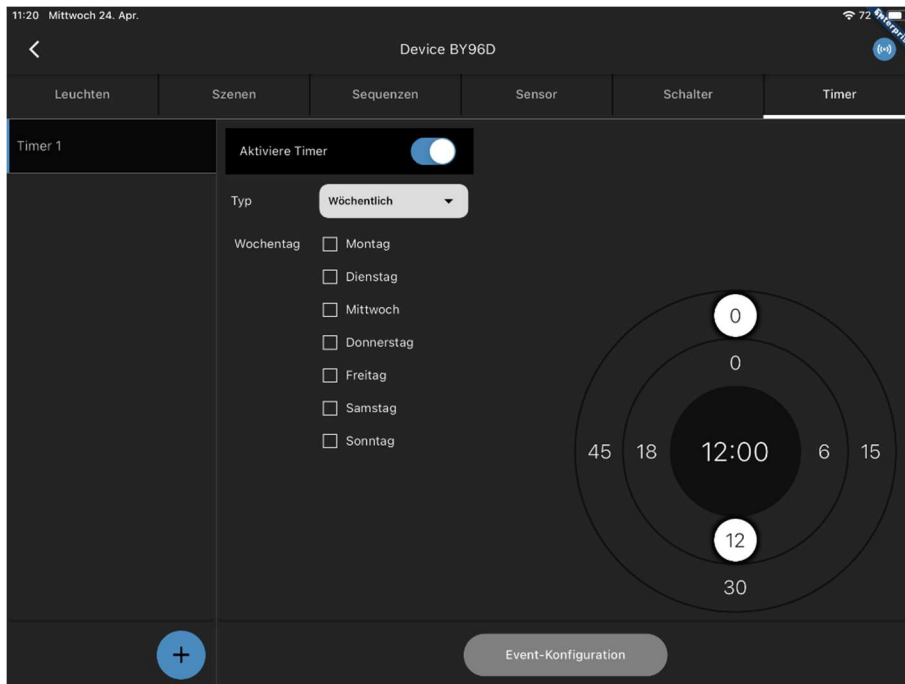 11:20 Mittwoch 24. Apr.
72 %
Enterpris
Device BY96D
Leuchten Szenen Sequenzen Sensor Schalter Timer
Timer 1
Aktiviere Timer
Typ Wöchentlich
Wochentag Montag
Dienstag
Mittwoch
Donnerstag
Freitag
Samstag
Sonntag
0
0
45 18 12:00 6 15
12
30
+
Event-Konfiguration